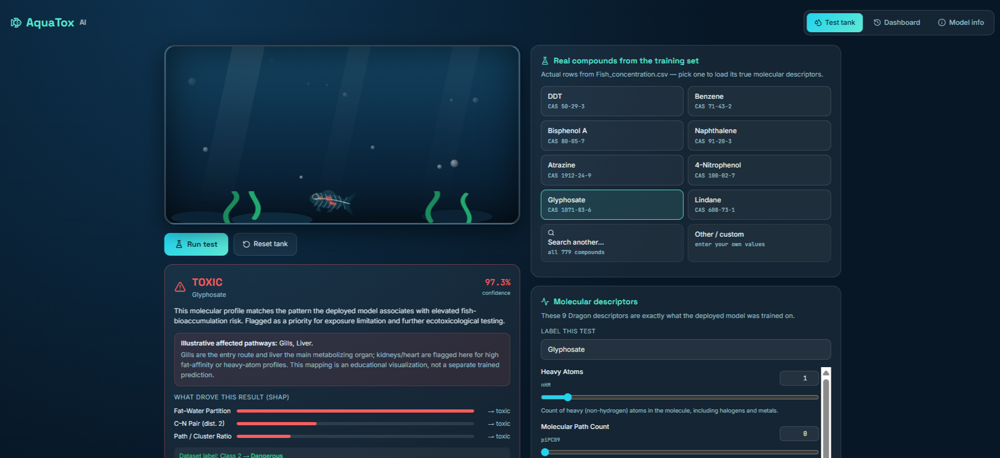 AquaTox AI
Test tank
Dashboard
Model info
Run test
Reset tank
TOXIC
Glyphosate
97.3%
confidence
This molecular profile matches the pattern the deployed model associates with elevated fish-
bioaccumulation risk. Flagged as a priority for exposure limitation and further ecotoxicological testing.
Illustrative affected pathways: Gills, Liver.
Gills are the entry route and liver the main metabolizing organ; kidneys/heart are flagged here for high
fat-affinity or heavy-atom profiles. This mapping is an educational visualization, not a separate trained
prediction.
WHAT DROVE THIS RESULT (SHAP)
Fat–Water Partition → toxic
C–N Pair (dist. 2) → toxic
Path / Cluster Ratio → toxic
Dataset label: Class 2 → Dangerous
Real compounds from the training set
Actual rows from Fish_concentration.csv — pick one to load its true molecular descriptors.
DDT
CAS 50-29-3
Benzene
CAS 71-43-2
Bisphenol A
CAS 80-05-7
Naphthalene
CAS 91-20-3
Atrazine
CAS 1912-24-9
4-Nitrophenol
CAS 100-02-7
Glyphosate
CAS 1071-83-6
Lindane
CAS 608-73-1
Search another...
all 779 compounds
Other / custom
enter your own values
Molecular descriptors
These 9 Dragon descriptors are exactly what the deployed model was trained on.
LABEL THIS TEST
Glyphosate
Heavy Atoms
nHM
1
Count of heavy (non-hydrogen) atoms in the molecule, including halogens and metals.
Molecular Path Count
piPC09
0